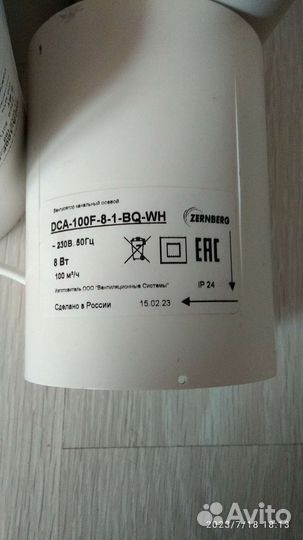 Вентилятор канальный осевой
DCA-100F-8-1-BQ-WH
ZERNBERG
~ 230В. 50Гц
8 Вт
100 м³/ч
EAC
Изготовитель ООО "Вентиляционные Системы"
IP 24
Сделано в России
15.02.23
Avito
2023/7/18 18:13